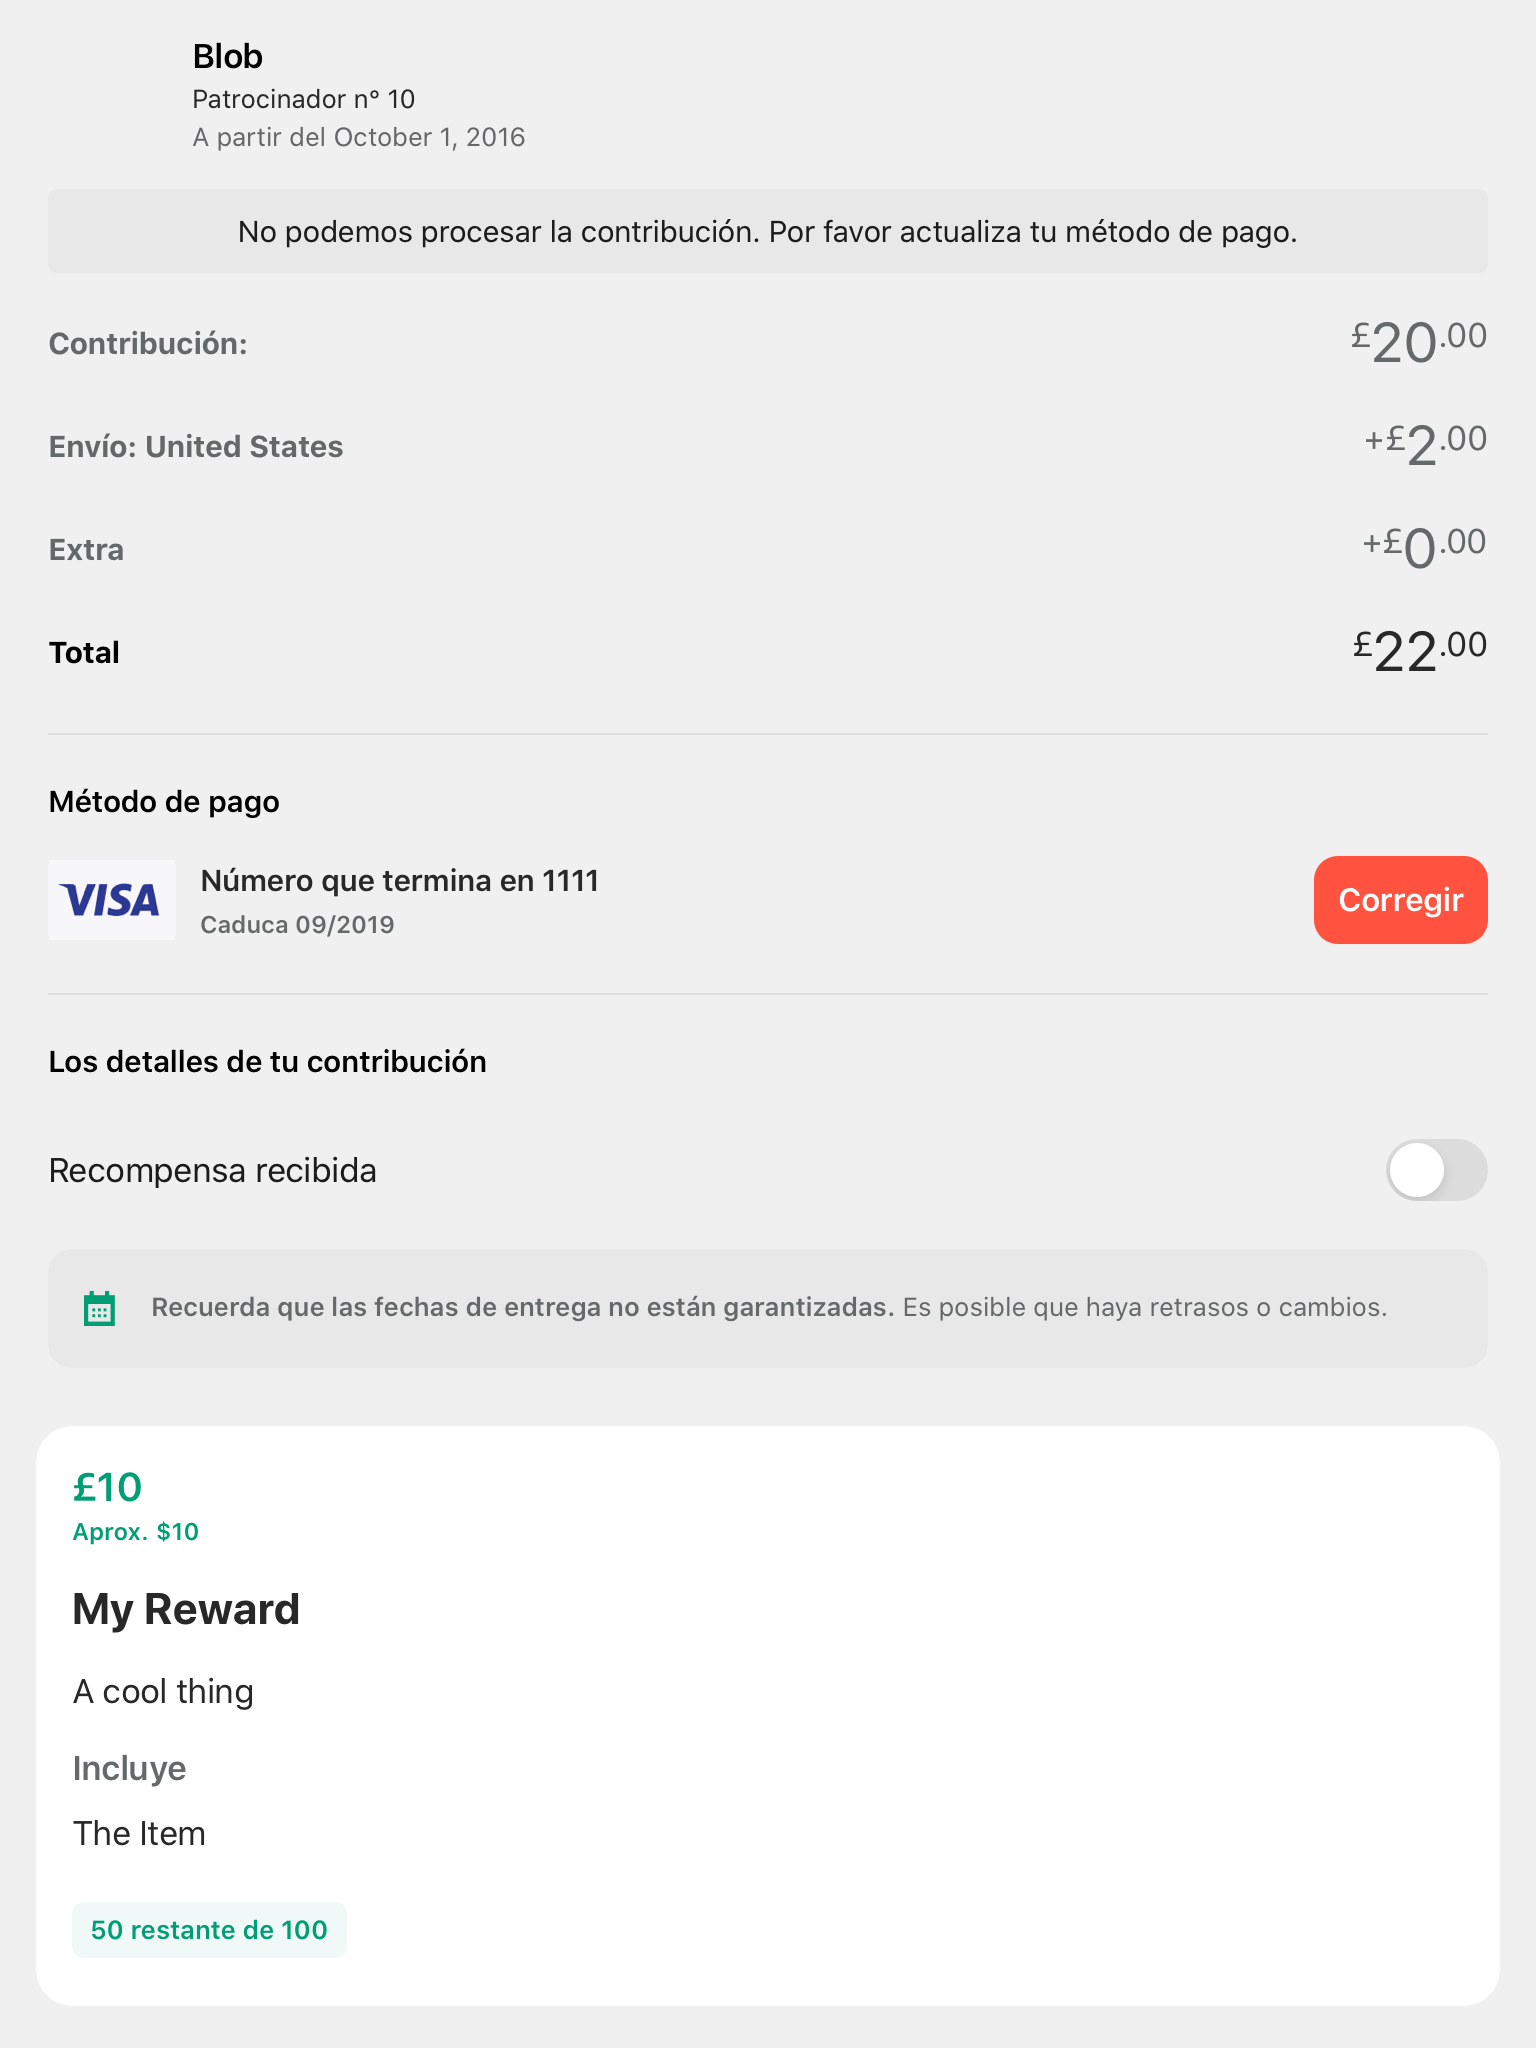 Blob
Patrocinador nº 10
A partir del October 1, 2016
No podemos procesar la contribución. Por favor actualiza tu método de pago.
Contribución: £20.00
Envío: United States +£2.00
Extra +£0.00
Total £22.00
Método de pago
VISA
Número que termina en 1111
Caduca 09/2019
Corregir
Los detalles de tu contribución
Recompensa recibida
Recuerda que las fechas de entrega no están garantizadas. Es posible que haya retrasos o cambios.
£10
Aprox. $10
My Reward
A cool thing
Incluye
The Item
50 restante de 100